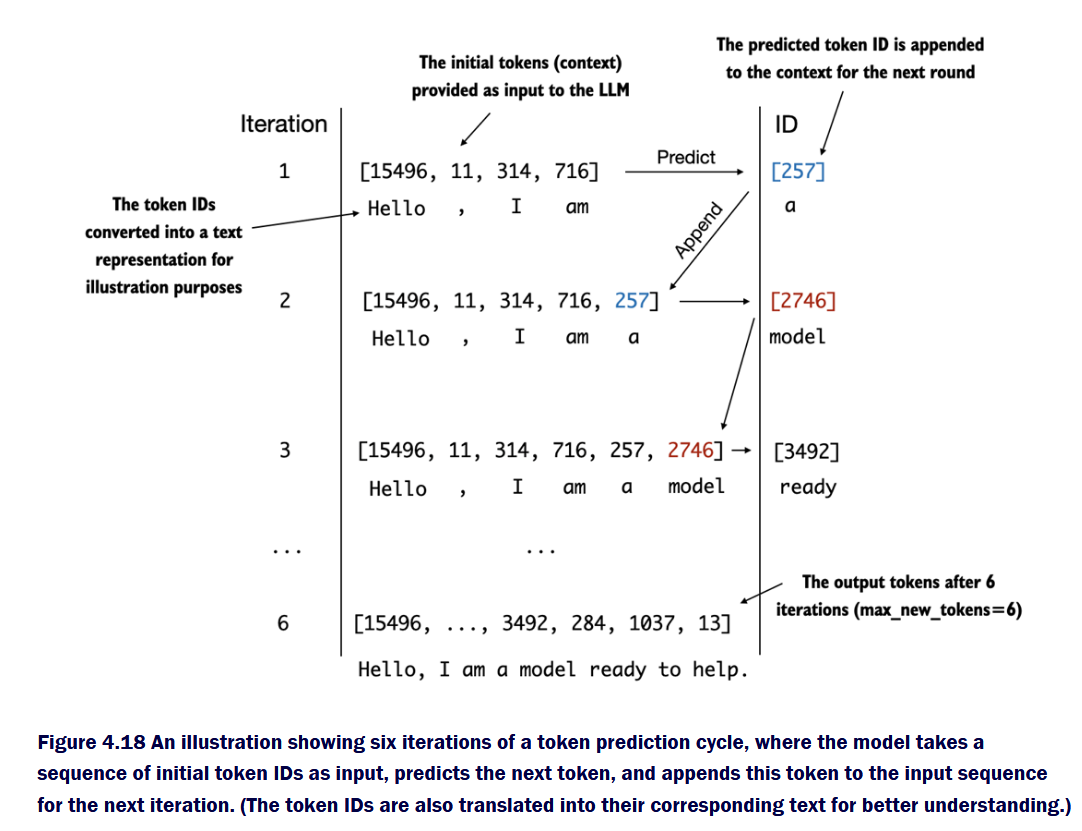 The initial tokens (context)
provided as input to the LLM
The predicted token ID is appended
to the context for the next round
Iteration
ID
1
[15496, 11, 314, 716]
Predict
[257]
Hello , I am
a
The token IDs
converted into a text
representation for
illustration purposes
Append
2
[15496, 11, 314, 716, 257]
[2746]
Hello , I am a
model
3
[15496, 11, 314, 716, 257, 2746]
[3492]
Hello , I am a model
ready
...
...
The output tokens after 6
iterations (max_new_tokens=6)
6
[15496, ..., 3492, 284, 1037, 13]
Hello, I am a model ready to help.
Figure 4.18 An illustration showing six iterations of a token prediction cycle, where the model takes a
sequence of initial token IDs as input, predicts the next token, and appends this token to the input sequence
for the next iteration. (The token IDs are also translated into their corresponding text for better understanding.)